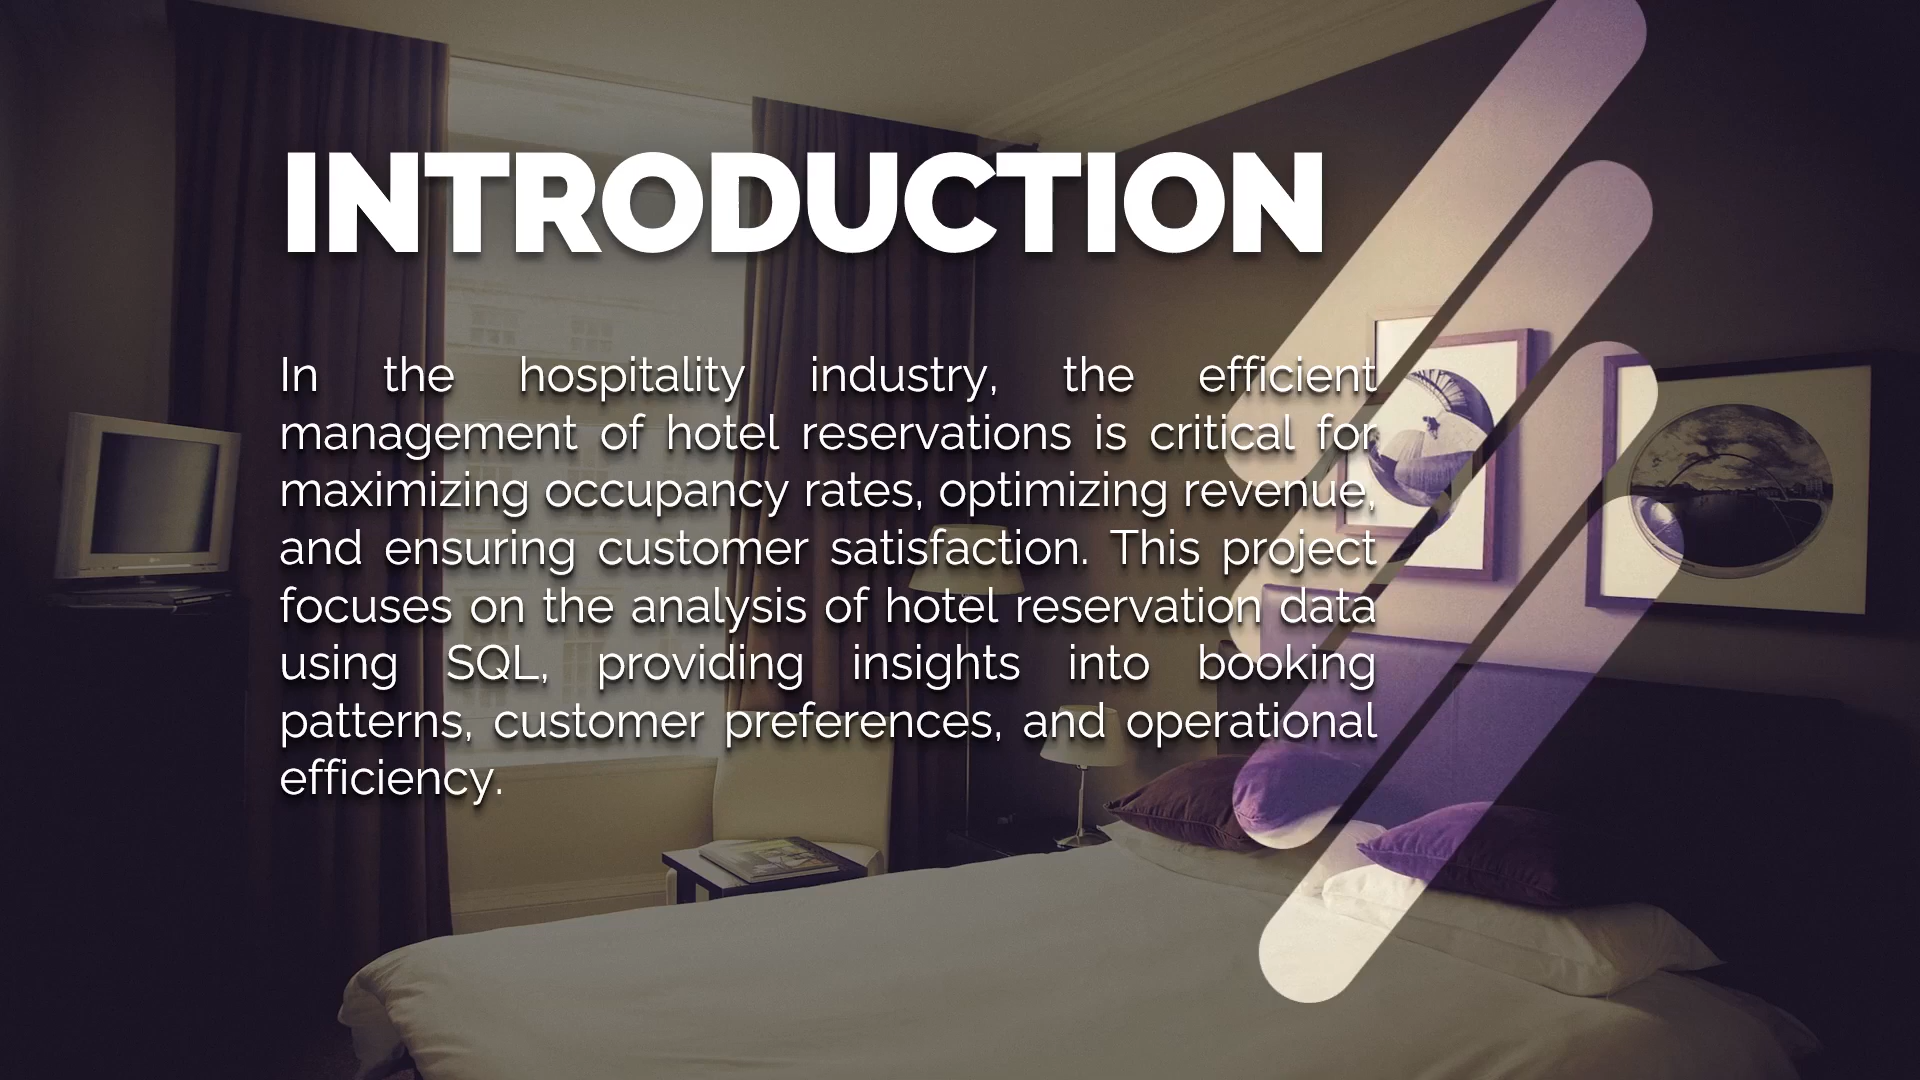 INTRODUCTION
In the hospitality industry, the efficient
management of hotel reservations is critical for
maximizing occupancy rates, optimizing revenue,
and ensuring customer satisfaction. This project
focuses on the analysis of hotel reservation data
using SQL, providing insights into booking
patterns, customer preferences, and operational
efficiency.